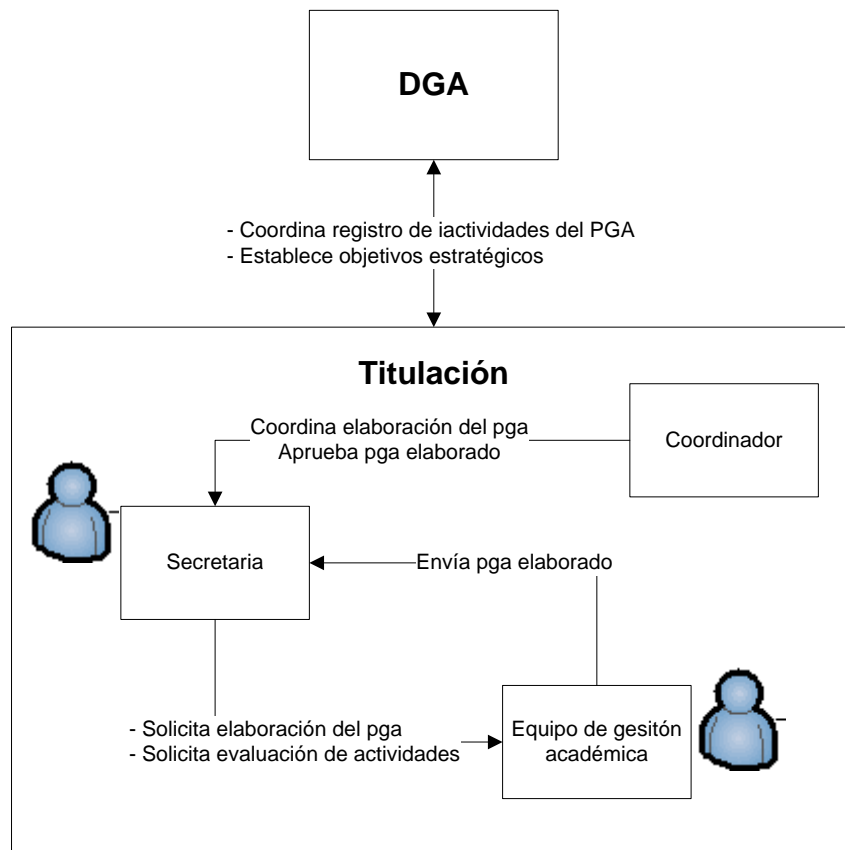 DGA
- Coordina registro de iactividades del PGA
- Establece objetivos estratégicos
Titulación
Coordina elaboración del pga
Aprueba pga elaborado
Coordinador
Secretaria
Envía pga elaborado
- Solicita elaboración del pga
- Solicita evaluación de actividades
Equipo de gesitón
académica